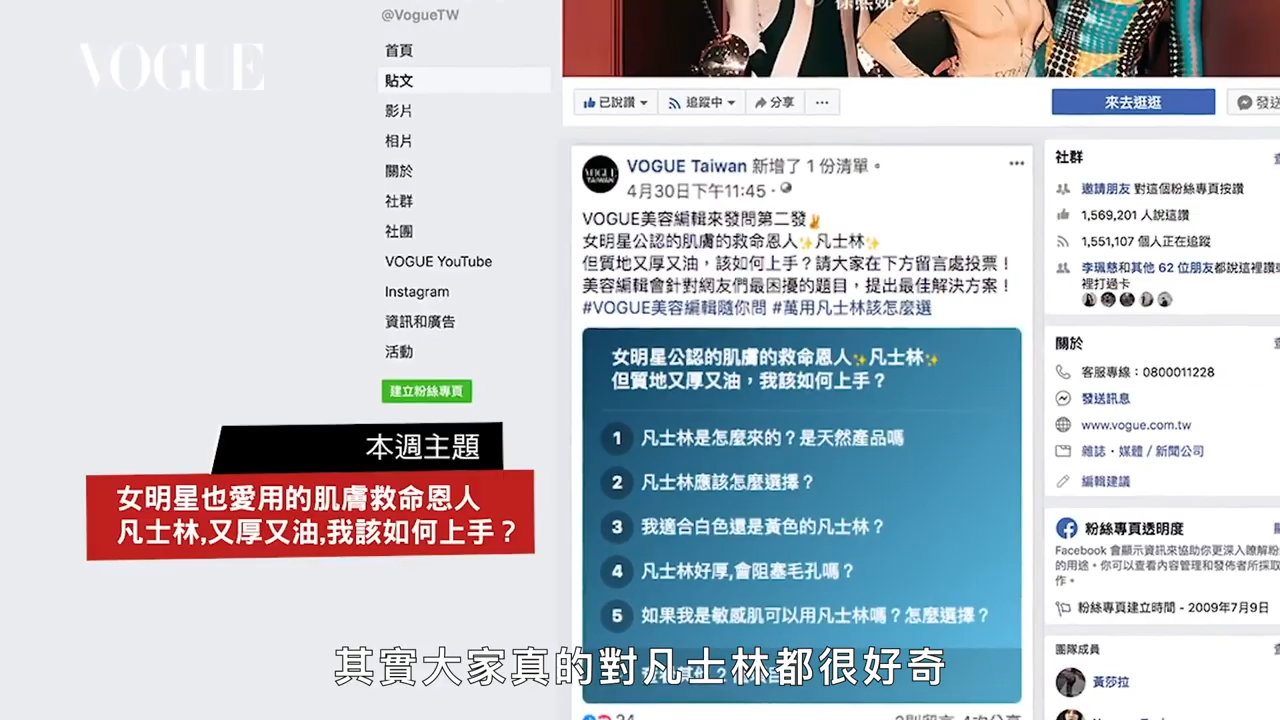 @VogueTW
VOGUE
首頁
貼文
影片
相片
關於
社群
社團
VOGUE YouTube
Instagram
資訊和廣告
活動
建立粉絲專頁
本週主題
女明星也愛用的肌膚救命恩人
凡士林,又厚又油,我該如何上手？
徐熙娣
已說讚
追蹤中
分享
來去逛逛
VOGUE Taiwan 新增了 1 份清單。
4月30日下午11:45
VOGUE美容編輯來發問第二發✌
女明星公認的肌膚的救命恩人✨凡士林✨
但質地又厚又油，該如何上手？請大家在下方留言處投票！
美容編輯會針對網友們最困擾的題目，提出最佳解決方案！
#VOGUE美容編輯隨你問 #萬用凡士林該怎麼選
女明星公認的肌膚的救命恩人✨凡士林✨
但質地又厚又油，我該如何上手？
1 凡士林是怎麼來的？是天然產品嗎
2 凡士林應該怎麼選擇？
3 我適合白色還是黃色的凡士林？
4 凡士林好厚,會阻塞毛孔嗎？
5 如果我是敏感肌可以用凡士林嗎？怎麼選擇？
其實大家真的對凡士林都很好奇
24
發送
社群
邀請朋友 對這個粉絲專頁按讚
1,569,201 人說這讚
1,551,107 個人正在追蹤
李珮慈和其他 62 位朋友都說這裡讚
裡打過卡
關於
客服專線：0800011228
發送訊息
www.vogue.com.tw
雜誌・媒體 / 新聞公司
編輯建議
粉絲專頁透明度
Facebook 會顯示資訊來協助你更深入瞭解粉
的用途。你可以查看內容管理和發佈者所採取
作。
粉絲專頁建立時間 - 2009年7月9日
團隊成員
黃莎拉